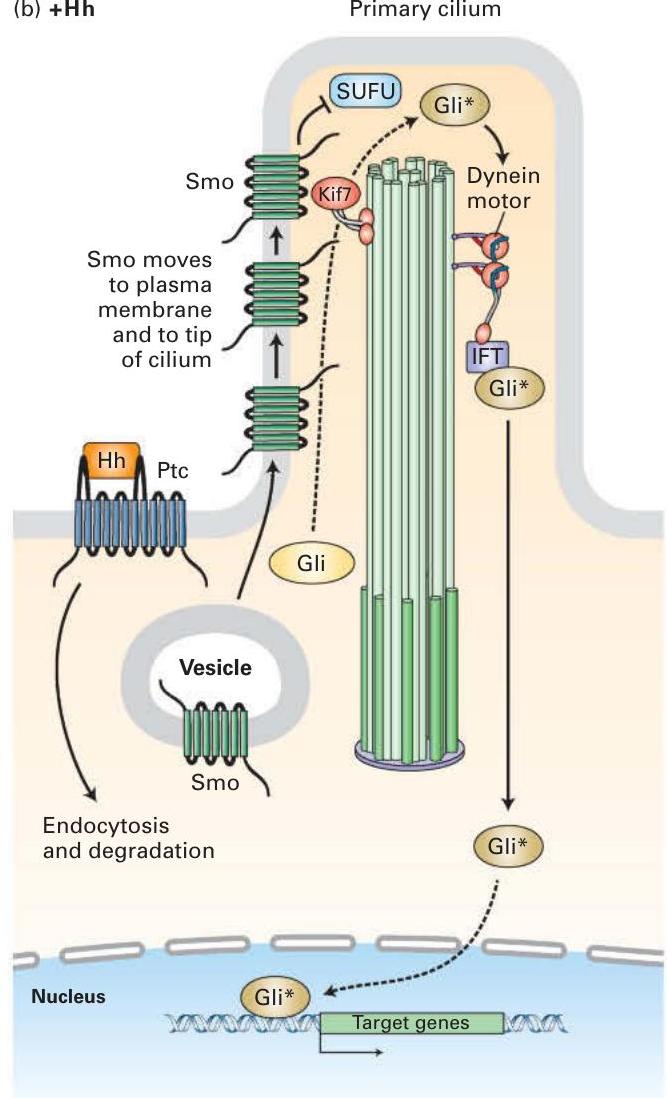 (b) +Hh
Primary cilium
SUFU
Gli*
Smo
Kif7
Dynein
motor
Smo moves
to plasma
membrane
and to tip
of cilium
IFT
Gli*
Hh
Ptc
Gli
Vesicle
Smo
Endocytosis
and degradation
Gli*
Nucleus
Gli*
Target genes